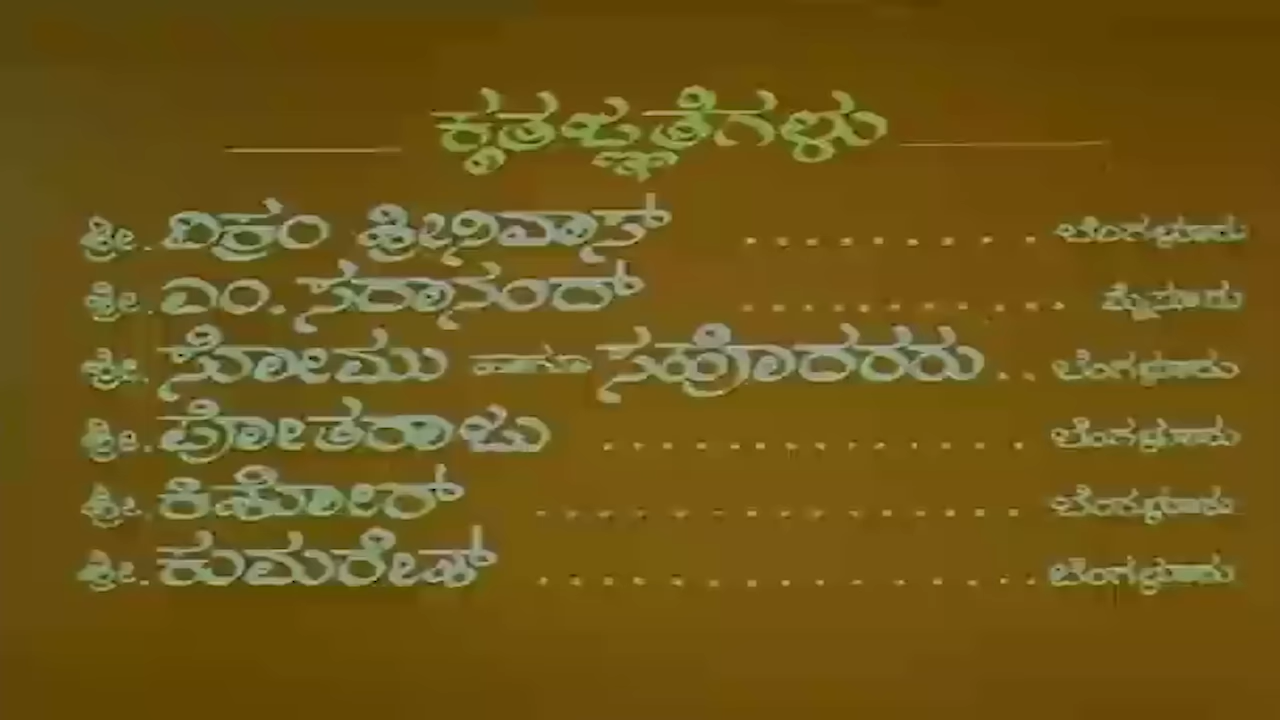 ಕೃತಜ್ಞತೆಗಳು
ಶ್ರೀ. ವಿಕ್ರಂ ಶ್ರೀನಿವಾಸ್ .......... ಬೆಂಗಳೂರು
ಶ್ರೀ. ಎಂ. ಸದಾನಂದ್ ........... ಮೈಸೂರು
ಶ್ರೀ. ಸೋಮು ಹಾಗೂ ಸಹೋದರರು .. ಬೆಂಗಳೂರು
ಶ್ರೀ. ಪೋತರಾಜು .............. ಬೆಂಗಳೂರು
ಶ್ರೀ. ಕಿಷೋರ್ ................ ಬೆಂಗಳೂರು
ಶ್ರೀ. ಕುಮರೇಷ್ ................ ಬೆಂಗಳೂರು